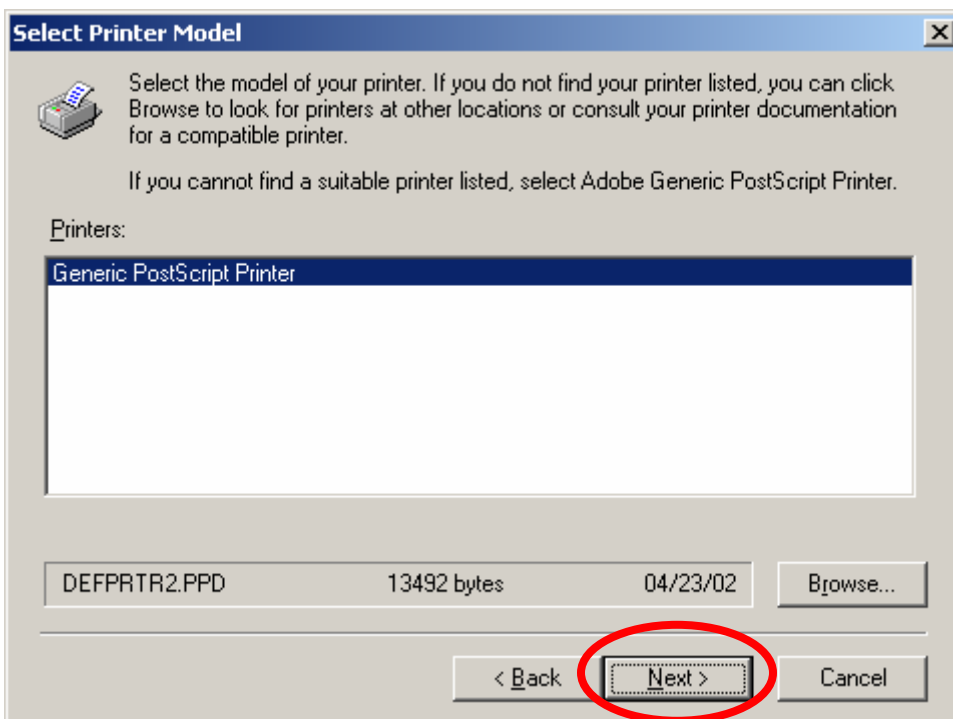 Select Printer Model
Select the model of your printer. If you do not find your printer listed, you can click
Browse to look for printers at other locations or consult your printer documentation
for a compatible printer.
If you cannot find a suitable printer listed, select Adobe Generic PostScript Printer.
Printers:
Generic PostScript Printer
DEFPRTR2.PPD 13492 bytes 04/23/02 Browse...
< Back Next > Cancel